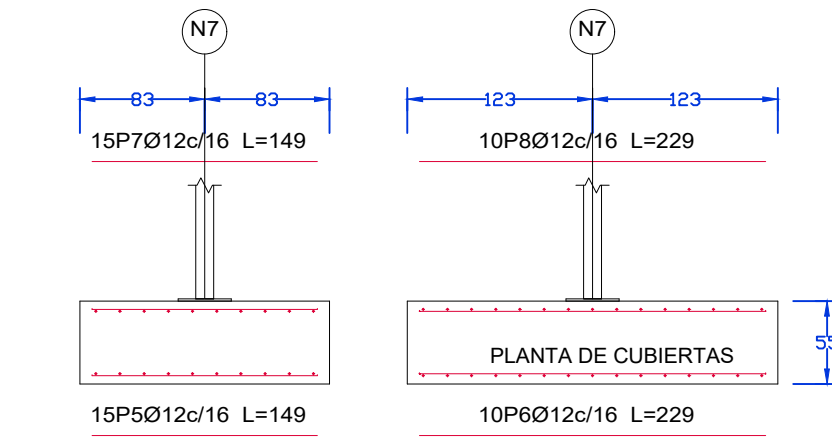 N7 N7
83 83 123 123
15P7Ø12c/16 L=149 10P8Ø12c/16 L=229
55
PLANTA DE CUBIERTAS
15P5Ø12c/16 L=149 10P6Ø12c/16 L=229